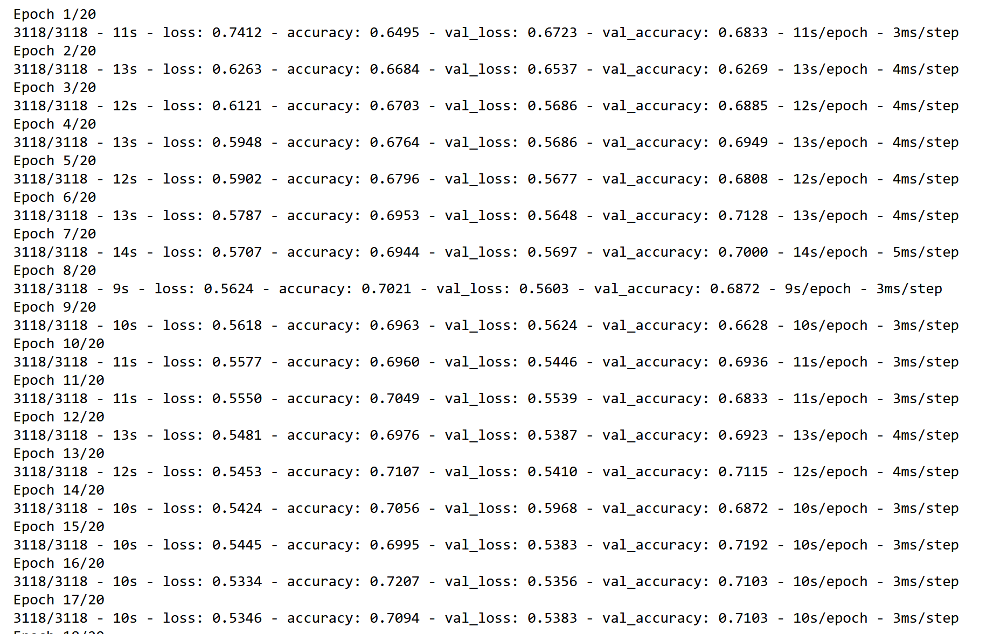 Epoch 1/20
3118/3118 - 11s - loss: 0.7412 - accuracy: 0.6495 - val_loss: 0.6723 - val_accuracy: 0.6833 - 11s/epoch - 3ms/step
Epoch 2/20
3118/3118 - 13s - loss: 0.6263 - accuracy: 0.6684 - val_loss: 0.6537 - val_accuracy: 0.6269 - 13s/epoch - 4ms/step
Epoch 3/20
3118/3118 - 12s - loss: 0.6121 - accuracy: 0.6703 - val_loss: 0.5686 - val_accuracy: 0.6885 - 12s/epoch - 4ms/step
Epoch 4/20
3118/3118 - 13s - loss: 0.5948 - accuracy: 0.6764 - val_loss: 0.5686 - val_accuracy: 0.6949 - 13s/epoch - 4ms/step
Epoch 5/20
3118/3118 - 12s - loss: 0.5902 - accuracy: 0.6796 - val_loss: 0.5677 - val_accuracy: 0.6808 - 12s/epoch - 4ms/step
Epoch 6/20
3118/3118 - 13s - loss: 0.5787 - accuracy: 0.6953 - val_loss: 0.5648 - val_accuracy: 0.7128 - 13s/epoch - 4ms/step
Epoch 7/20
3118/3118 - 14s - loss: 0.5707 - accuracy: 0.6944 - val_loss: 0.5697 - val_accuracy: 0.7000 - 14s/epoch - 5ms/step
Epoch 8/20
3118/3118 - 9s - loss: 0.5624 - accuracy: 0.7021 - val_loss: 0.5603 - val_accuracy: 0.6872 - 9s/epoch - 3ms/step
Epoch 9/20
3118/3118 - 10s - loss: 0.5618 - accuracy: 0.6963 - val_loss: 0.5624 - val_accuracy: 0.6628 - 10s/epoch - 3ms/step
Epoch 10/20
3118/3118 - 11s - loss: 0.5577 - accuracy: 0.6960 - val_loss: 0.5446 - val_accuracy: 0.6936 - 11s/epoch - 3ms/step
Epoch 11/20
3118/3118 - 11s - loss: 0.5550 - accuracy: 0.7049 - val_loss: 0.5539 - val_accuracy: 0.6833 - 11s/epoch - 3ms/step
Epoch 12/20
3118/3118 - 13s - loss: 0.5481 - accuracy: 0.6976 - val_loss: 0.5387 - val_accuracy: 0.6923 - 13s/epoch - 4ms/step
Epoch 13/20
3118/3118 - 12s - loss: 0.5453 - accuracy: 0.7107 - val_loss: 0.5410 - val_accuracy: 0.7115 - 12s/epoch - 4ms/step
Epoch 14/20
3118/3118 - 10s - loss: 0.5424 - accuracy: 0.7056 - val_loss: 0.5968 - val_accuracy: 0.6872 - 10s/epoch - 3ms/step
Epoch 15/20
3118/3118 - 10s - loss: 0.5445 - accuracy: 0.6995 - val_loss: 0.5383 - val_accuracy: 0.7192 - 10s/epoch - 3ms/step
Epoch 16/20
3118/3118 - 10s - loss: 0.5334 - accuracy: 0.7207 - val_loss: 0.5356 - val_accuracy: 0.7103 - 10s/epoch - 3ms/step
Epoch 17/20
3118/3118 - 10s - loss: 0.5346 - accuracy: 0.7094 - val_loss: 0.5383 - val_accuracy: 0.7103 - 10s/epoch - 3ms/step